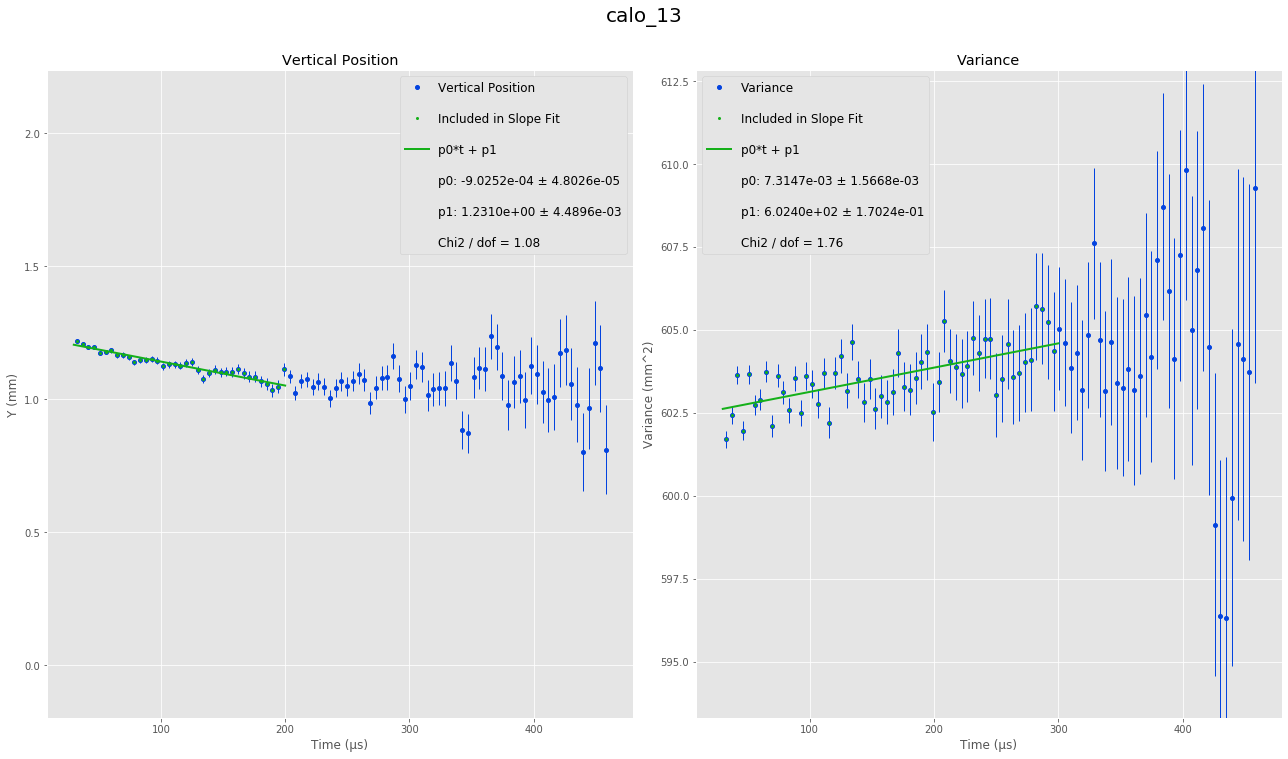 calo_13
Vertical Position
Vertical Position
Included in Slope Fit
p0*t + p1
p0: -9.0252e-04 ± 4.8026e-05
p1: 1.2310e+00 ± 4.4896e-03
Chi2 / dof = 1.08
2.0
1.5
1.0
0.5
0.0
Y (mm)
100
200
300
400
Time (µs)
Variance
Variance
Included in Slope Fit
p0*t + p1
p0: 7.3147e-03 ± 1.5668e-03
p1: 6.0240e+02 ± 1.7024e-01
Chi2 / dof = 1.76
612.5
610.0
607.5
605.0
602.5
600.0
597.5
595.0
Variance (mm^2)
100
200
300
400
Time (µs)